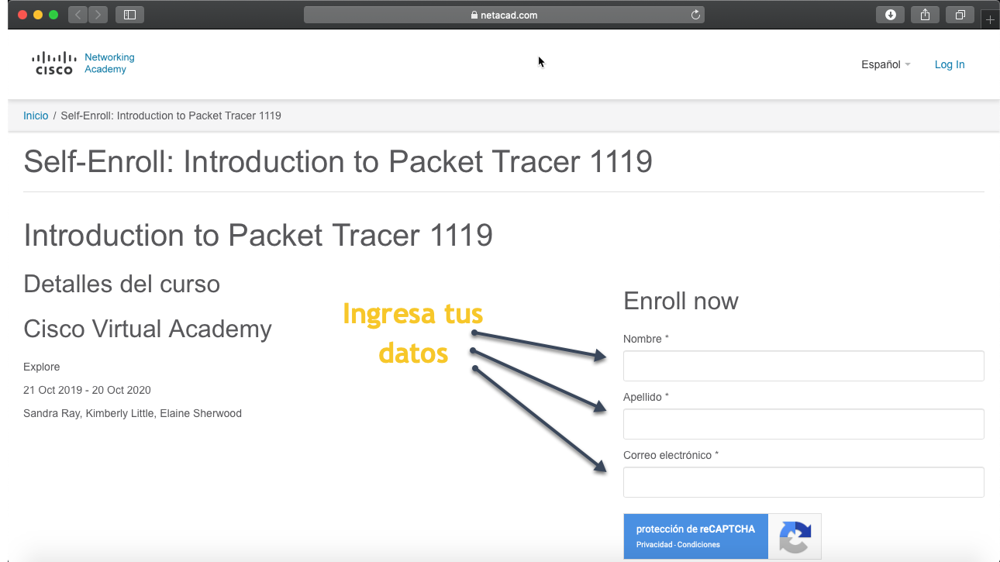 netacad.com
Networking
Academy
CISCO
Español
Log In
Inicio / Self-Enroll: Introduction to Packet Tracer 1119
Self-Enroll: Introduction to Packet Tracer 1119
Introduction to Packet Tracer 1119
Detalles del curso
Cisco Virtual Academy
Explore
21 Oct 2019 - 20 Oct 2020
Sandra Ray, Kimberly Little, Elaine Sherwood
Ingresa tus
datos
Enroll now
Nombre *
Apellido *
Correo electrónico *
protección de reCAPTCHA
Privacidad - Condiciones